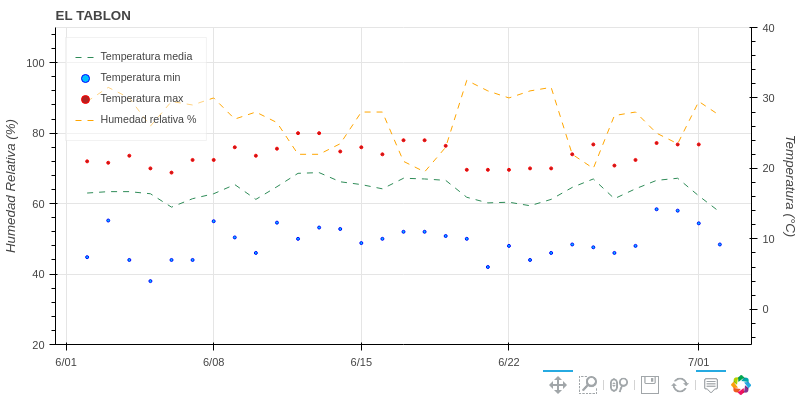 EL TABLON
Temperatura media
Temperatura min
Temperatura max
Humedad relativa %
Humedad Relativa (%)
100
80
60
40
20
Temperatura (°C)
40
30
20
10
0
6/01 6/08 6/15 6/22 7/01